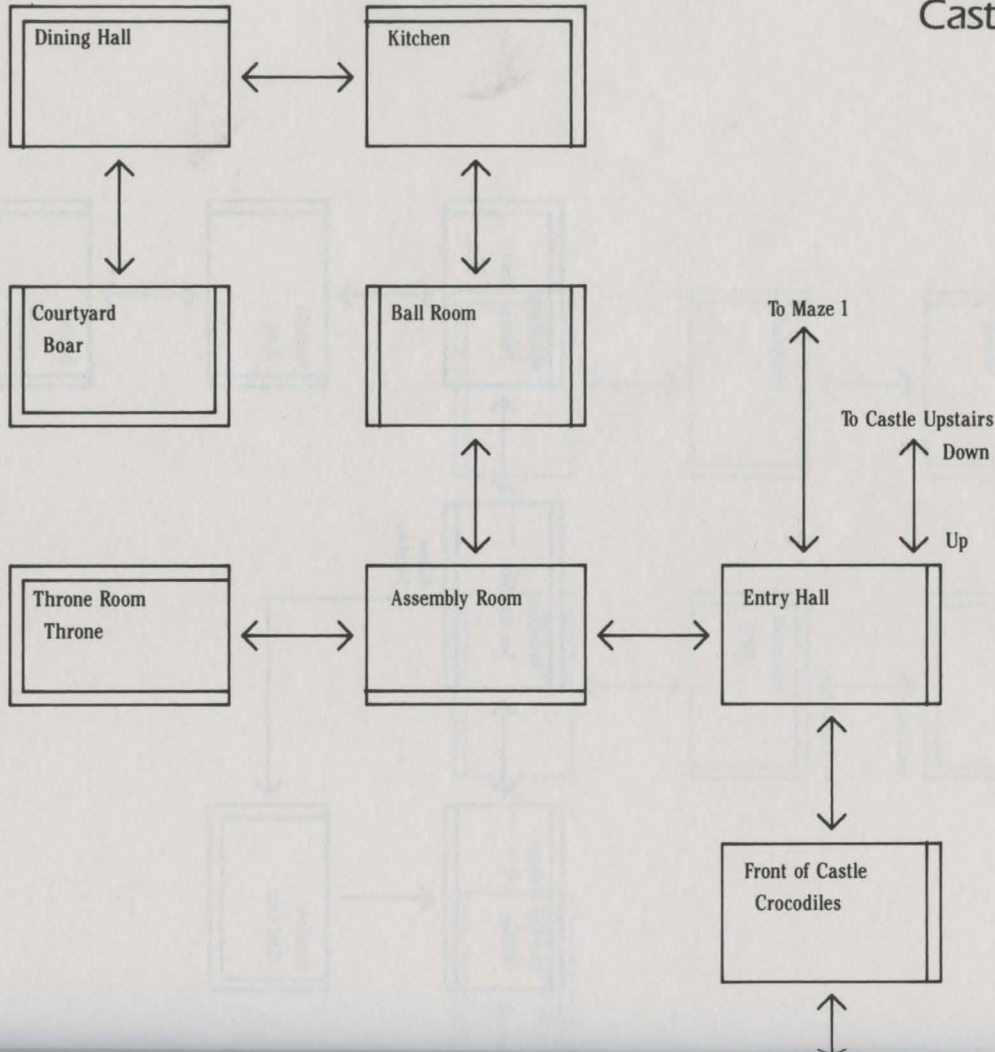 Cast
Dining Hall
Kitchen
Courtyard
Boar
Ball Room
To Maze 1
To Castle Upstairs
Down
Up
Throne Room
Throne
Assembly Room
Entry Hall
Front of Castle
Crocodiles